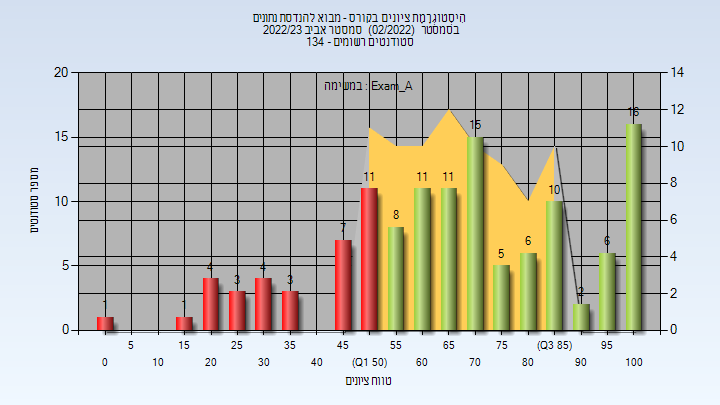 הִיסְטוֹגְרָמַת ציונים בקורס - מבוא להנדסת נתונים
בסמסטר (02/2022) סמסטר אביב 2022/23
סטודנטים רשומים - 134
במשימה : Exam_A
מספר סטודנטים
20 15 10 5 0
14 12 10 8 6 4 2 0
1 1 4 3 4 3 7 11 8 11 11 15 5 6 10 2 6 16
5 15 25 35 45 55 65 75 (Q3 85) 95
0 10 20 30 40 (Q1 50) 60 70 80 90 100
טווח ציונים